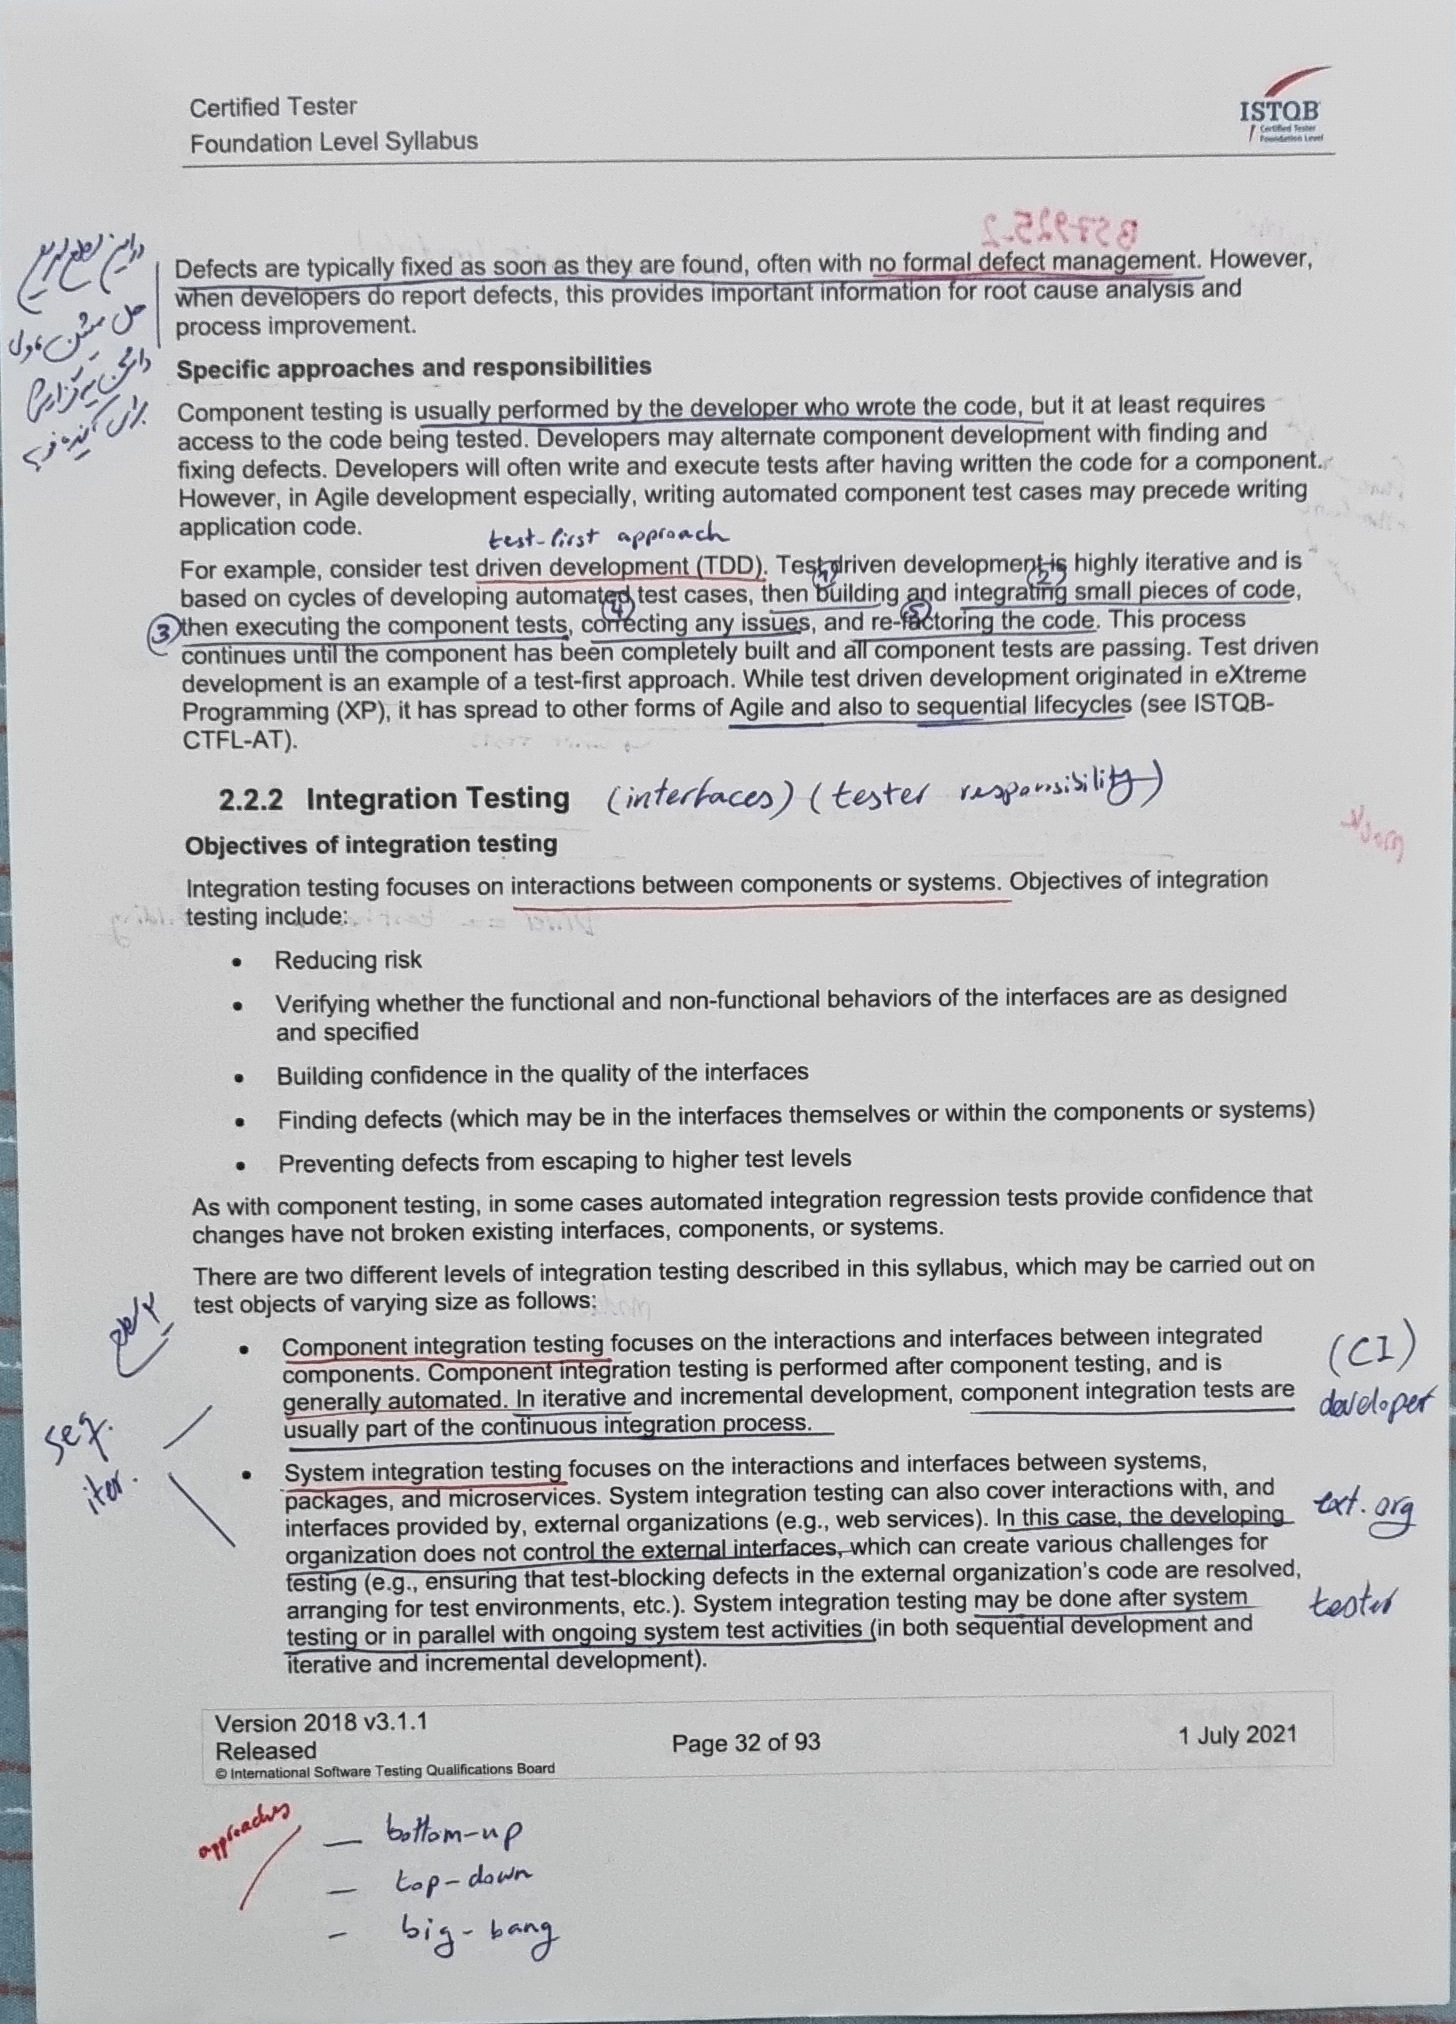 Certified Tester
Foundation Level Syllabus
ISTQB
Certified Tester
Foundation Level
BS7925-2
در این
حل میشن
برای آینده
Defects are typically fixed as soon as they are found, often with no formal defect management. However,
when developers do report defects, this provides important information for root cause analysis and
process improvement.
Specific approaches and responsibilities
Component testing is usually performed by the developer who wrote the code, but it at least requires
access to the code being tested. Developers may alternate component development with finding and
fixing defects. Developers will often write and execute tests after having written the code for a component.
However, in Agile development especially, writing automated component test cases may precede writing
application code.
test-first approach
For example, consider test driven development (TDD). Test driven development is highly iterative and is
1 2
based on cycles of developing automated test cases, then building and integrating small pieces of code,
4 5
3 then executing the component tests, correcting any issues, and re-factoring the code. This process
continues until the component has been completely built and all component tests are passing. Test driven
development is an example of a test-first approach. While test driven development originated in eXtreme
Programming (XP), it has spread to other forms of Agile and also to sequential lifecycles (see ISTQB-
CTFL-AT).
2.2.2 Integration Testing (interfaces) (tester responsibility)
Mock
Objectives of integration testing
Integration testing focuses on interactions between components or systems. Objectives of integration
testing include:
• Reducing risk
• Verifying whether the functional and non-functional behaviors of the interfaces are as designed
and specified
• Building confidence in the quality of the interfaces
• Finding defects (which may be in the interfaces themselves or within the components or systems)
• Preventing defects from escaping to higher test levels
As with component testing, in some cases automated integration regression tests provide confidence that
changes have not broken existing interfaces, components, or systems.
There are two different levels of integration testing described in this syllabus, which may be carried out on
test objects of varying size as follows:
• Component integration testing focuses on the interactions and interfaces between integrated
components. Component integration testing is performed after component testing, and is
generally automated. In iterative and incremental development, component integration tests are
usually part of the continuous integration process.
(CI)
developer
seq.
iter.
• System integration testing focuses on the interactions and interfaces between systems,
packages, and microservices. System integration testing can also cover interactions with, and
interfaces provided by, external organizations (e.g., web services). In this case, the developing
organization does not control the external interfaces, which can create various challenges for
testing (e.g., ensuring that test-blocking defects in the external organization's code are resolved,
arranging for test environments, etc.). System integration testing may be done after system
testing or in parallel with ongoing system test activities (in both sequential development and
iterative and incremental development).
ext. org
tester
Version 2018 v3.1.1
Released
© International Software Testing Qualifications Board
Page 32 of 93
1 July 2021
approaches
— bottom-up
— top-down
— big-bang